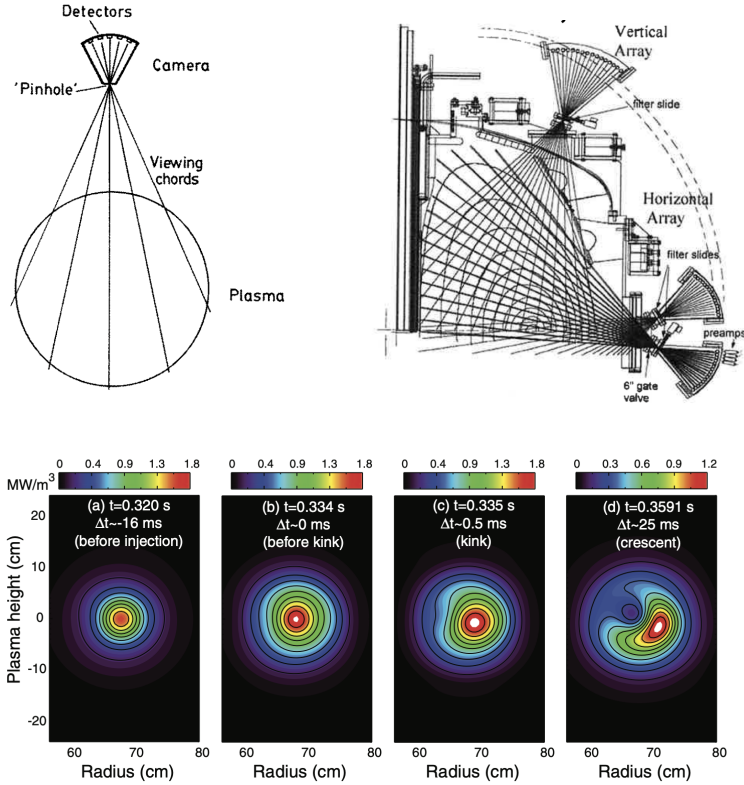 Detectors
Camera
'Pinhole'
Viewing
chords
Plasma
Vertical
Array
filter slide
Horizontal
Array
filter slides
preamps
6" gate
valve
MW/m3
0 0.4 0.9 1.3 1.8
0 0.4 0.9 1.3 1.8
0 0.4 0.9 1.3 1.8
0 0.3 0.6 0.9 1.2
(a) t=0.320 s
Δt~-16 ms
(before injection)
(b) t=0.334 s
Δt~0 ms
(before kink)
(c) t=0.335 s
Δt~0.5 ms
(kink)
(d) t=0.3591 s
Δt~25 ms
(crescent)
Plasma height (cm)
20
10
0
-10
-20
60 70 80
60 70 80
60 70 80
60 70 80
Radius (cm)
Radius (cm)
Radius (cm)
Radius (cm)